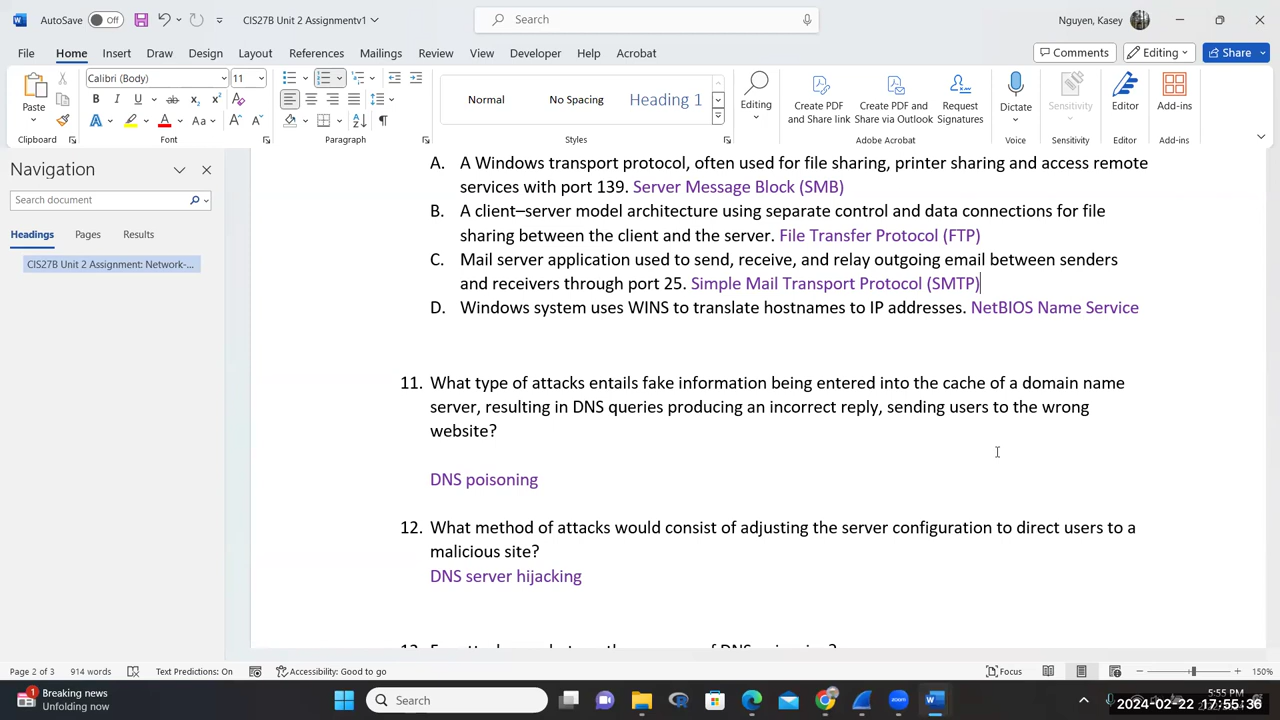 AutoSave Off CIS27B Unit 2 Assignmentv1 Search Nguyen, Kasey
File Home Insert Draw Design Layout References Mailings Review View Developer Help Acrobat Comments Editing Share
Calibri (Body) 11
Paste
Normal No Spacing Heading 1
Editing
Create PDF and Share link
Create PDF and Share via Outlook
Request Signatures
Dictate
Sensitivity
Editor
Add-ins
Clipboard Font Paragraph Styles Adobe Acrobat Voice Sensitivity Editor Add-ins
Navigation
Search document
Headings Pages Results
CIS27B Unit 2 Assignment: Network-...
A. A Windows transport protocol, often used for file sharing, printer sharing and access remote
services with port 139. Server Message Block (SMB)
B. A client–server model architecture using separate control and data connections for file
sharing between the client and the server. File Transfer Protocol (FTP)
C. Mail server application used to send, receive, and relay outgoing email between senders
and receivers through port 25. Simple Mail Transport Protocol (SMTP)
D. Windows system uses WINS to translate hostnames to IP addresses. NetBIOS Name Service
11. What type of attacks entails fake information being entered into the cache of a domain name
server, resulting in DNS queries producing an incorrect reply, sending users to the wrong
website?
DNS poisoning
12. What method of attacks would consist of adjusting the server configuration to direct users to a
malicious site?
DNS server hijacking
Page 2 of 3 914 words Text Predictions: On Accessibility: Good to go Focus 150%
1 Breaking news
Unfolding now
Search
5:55 PM
2024-02-22 17:55:36